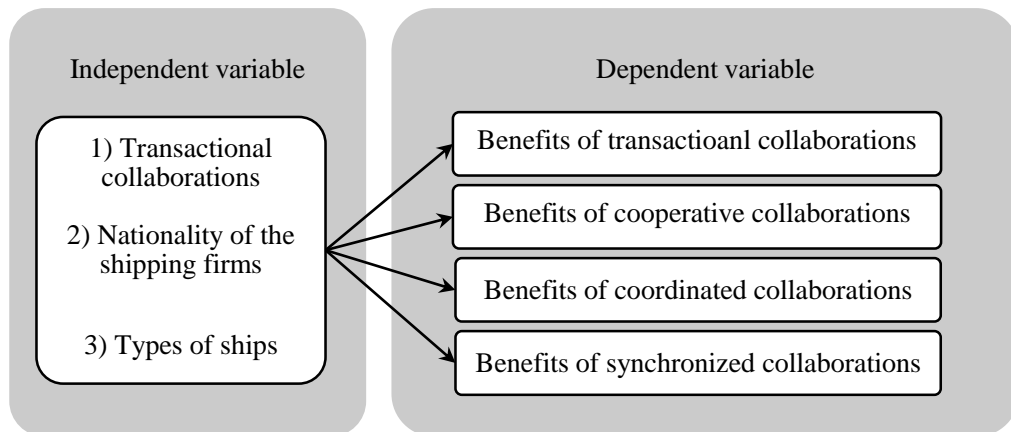 Independent variable
1) Transactional
collaborations
2) Nationality of the
shipping firms
3) Types of ships
Dependent variable
Benefits of transactioanl collaborations
Benefits of cooperative collaborations
Benefits of coordinated collaborations
Benefits of synchronized collaborations